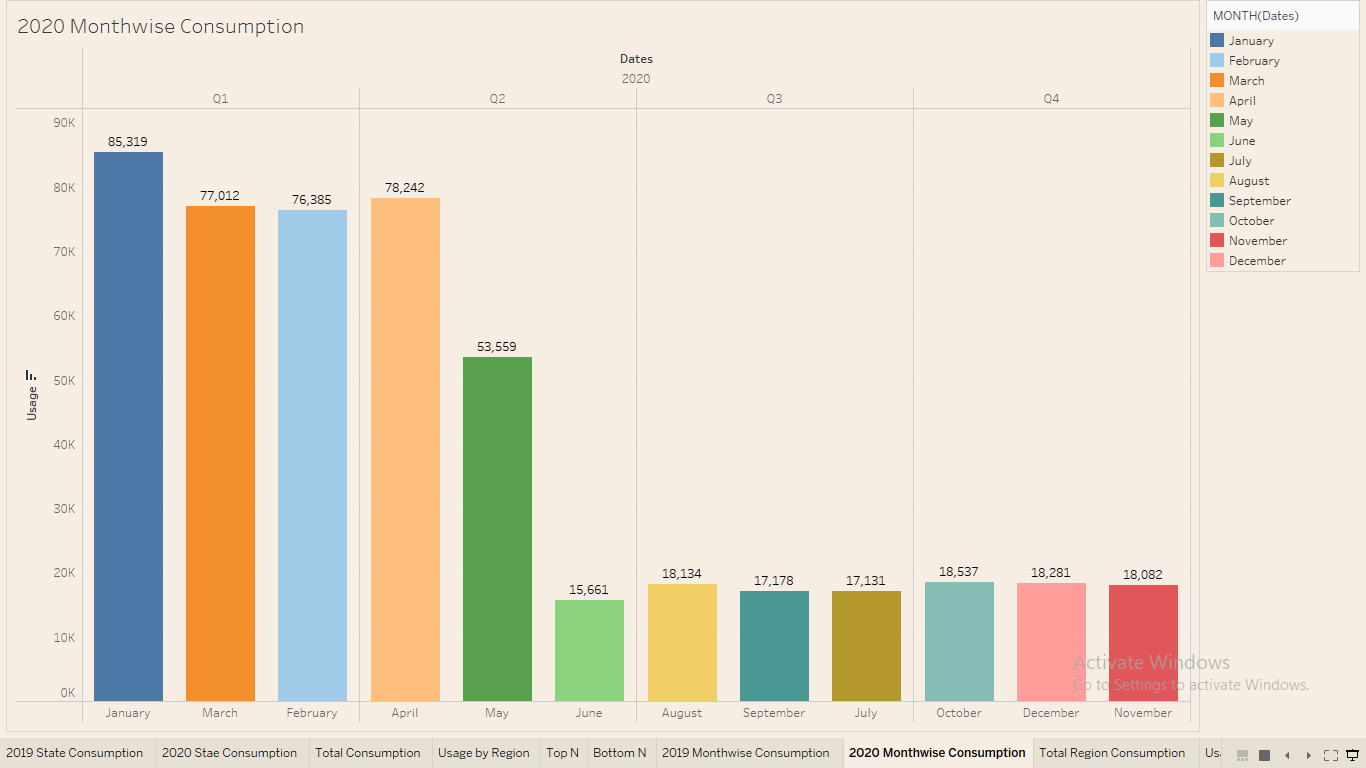 2020 Monthwise Consumption
Dates
2020
Q1 Q2 Q3 Q4
90K
80K
70K
60K
50K
40K
30K
20K
10K
0K
Usage
85,319
77,012
76,385
78,242
53,559
15,661
18,134
17,178
17,131
18,537
18,281
18,082
January March February April May June August September July October December November
MONTH(Dates)
January
February
March
April
May
June
July
August
September
October
November
December
Activate Windows
Go to Settings to activate Windows.
2019 State Consumption 2020 Stae Consumption Total Consumption Usage by Region Top N Bottom N 2019 Monthwise Consumption 2020 Monthwise Consumption Total Region Consumption